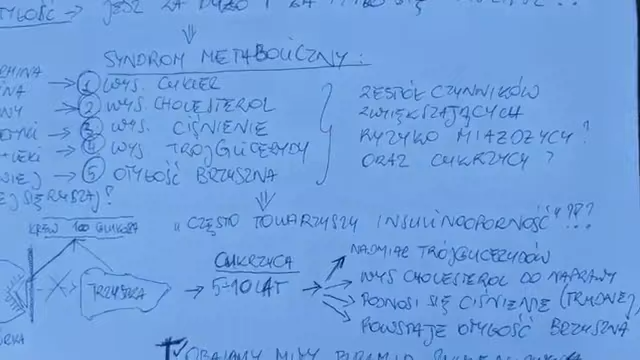 SYNDROM METABOLICZNY:
→ 1 WYS. CUKIER
→ 2 WYS. CHOLESTEROL
→ 3 WYS. CIŚNIENIE
→ 4 WYS TRÓJGLICERYDY
→ 5 OTYŁOŚĆ BRZUSZNA
ZESPÓŁ CZYNNIKÓW
ZWIĘKSZAJĄCYCH
RYZYKO MIAŻDŻYCY?
ORAZ CUKRZYCY?
"CZĘSTO TOWARZYSZY INSULINOOPORNOŚĆ"???
KREW 100 GLUKOZA
TRZUSTKA
CUKRZYCA
5-10 LAT
NADMIAR TRÓJGLICERYDÓW
WYS CHOLESTEROL DO NAPRAWY
PODNOSI SIĘ CIŚNIENIE (TRUDNEJ)
POWSTAJE OTYŁOŚĆ BRZUSZNA